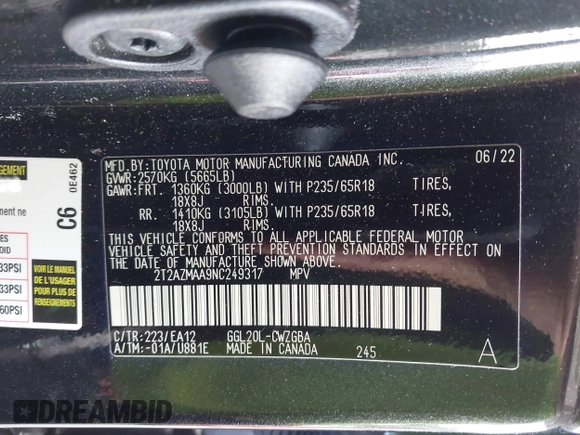 MFD.BY:TOYOTA MOTOR MANUFACTURING CANADA INC. 06/22
GVWR:2570KG (5665LB)
GAWR:FRT. 1360KG (3000LB) WITH P235/65R18 TIRES,
18X8J RIMS.
RR. 1410KG (3105LB) WITH P235/65R18 TIRES,
18X8J RIMS.
THIS VEHICLE CONFORMS TO ALL APPLICABLE FEDERAL MOTOR
VEHICLE SAFETY AND THEFT PREVENTION STANDARDS IN EFFECT ON
THE DATE OF MANUFACTURE SHOWN ABOVE.
2T2AZMAA9NC249317 MPV
C/TR:223/EA12 GGL20L-CWZGBA
A/TM:-01A/U881E MADE IN CANADA 245 A
C6 0E462
33PSI
33PSI
60PSI
VOIR LE MANUEL
DE L'USAGER
POUR PLUS DE
RENSEIGNEMENTS
DREAMBID